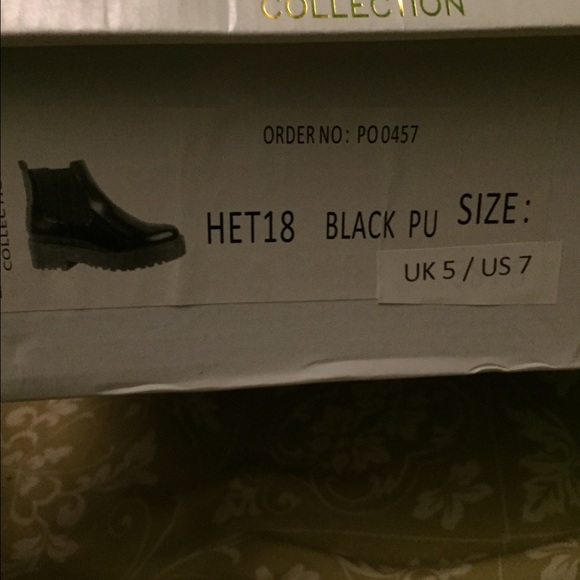 COLLECTION
ORDER NO: PO0457
HET18 BLACK PU SIZE:
UK 5 / US 7